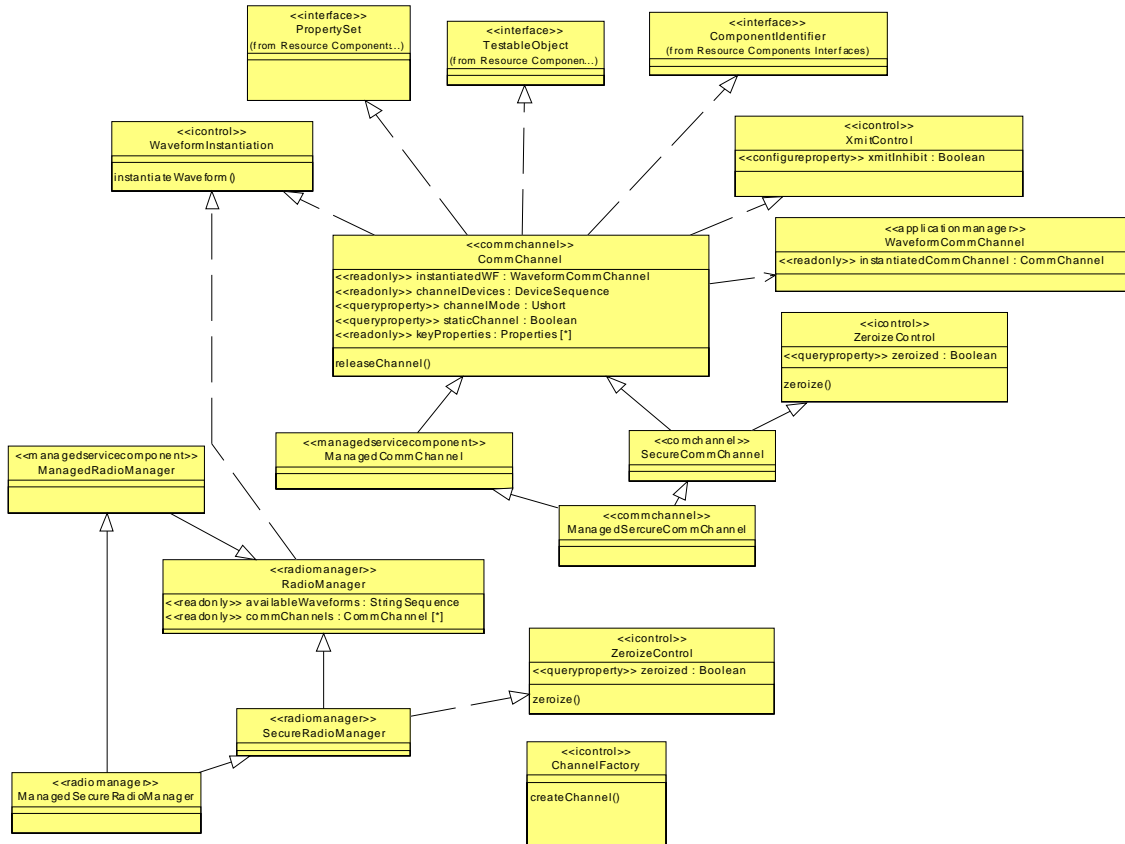 <<interface>>
PropertySet
(from Resource Components...)
<<interface>>
TestableObject
(from Resource Componen...)
<<interface>>
ComponentIdentifier
(from Resource Components Interfaces)
<<icontrol>>
WaveformInstantiation
instantiateWaveform()
<<icontrol>>
XmitControl
<<configureproperty>> xmitInhibit : Boolean
<<applicationmanager>>
WaveformCommChannel
<<readonly>> instantiatedCommChannel : CommChannel
<<commchannel>>
CommChannel
<<readonly>> instantiatedWF : WaveformCommChannel
<<readonly>> channelDevices : DeviceSequence
<<queryproperty>> channelMode : Ushort
<<queryproperty>> staticChannel : Boolean
<<readonly>> keyProperties : Properties [*]
releaseChannel()
<<icontrol>>
ZeroizeControl
<<queryproperty>> zeroized : Boolean
zeroize()
<<managedservicecomponent>>
ManagedCommChannel
<<comchannel>>
SecureCommChannel
<<managedservicecomponent>>
ManagedRadioManager
<<commchannel>>
ManagedSercureCommChannel
<<radiomanager>>
RadioManager
<<readonly>> availableWaveforms : StringSequence
<<readonly>> commChannels : CommChannel [*]
<<icontrol>>
ZeroizeControl
<<queryproperty>> zeroized : Boolean
zeroize()
<<radiomanager>>
SecureRadioManager
<<radiomanager>>
ManagedSecureRadioManager
<<icontrol>>
ChannelFactory
createChannel()